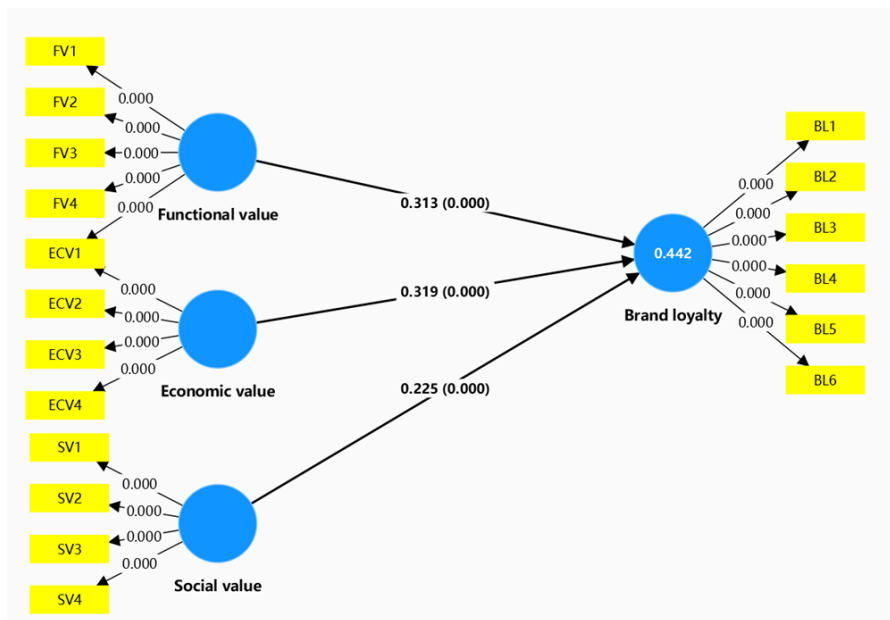 FV1
0.000
FV2
0.000
FV3
0.000
0.000
FV4
0.000
Functional value
ECV1
0.000
ECV2
0.000
ECV3
0.000
0.000
ECV4
Economic value
SV1
0.000
SV2
0.000
SV3
0.000
0.000
SV4
Social value
0.313 (0.000)
0.319 (0.000)
0.225 (0.000)
0.442
Brand loyalty
BL1
0.000
BL2
0.000
BL3
0.000
BL4
0.000
BL5
0.000
BL6
0.000